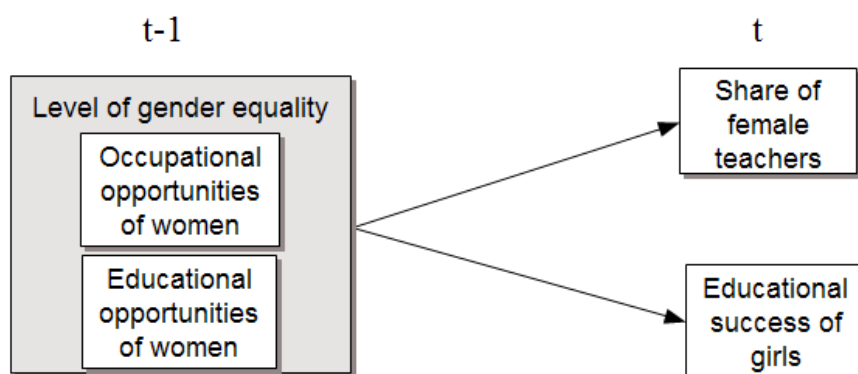 t-1
t
Level of gender equality
Occupational
opportunities
of women
Educational
opportunities
of women
Share of
female
teachers
Educational
success of
girls